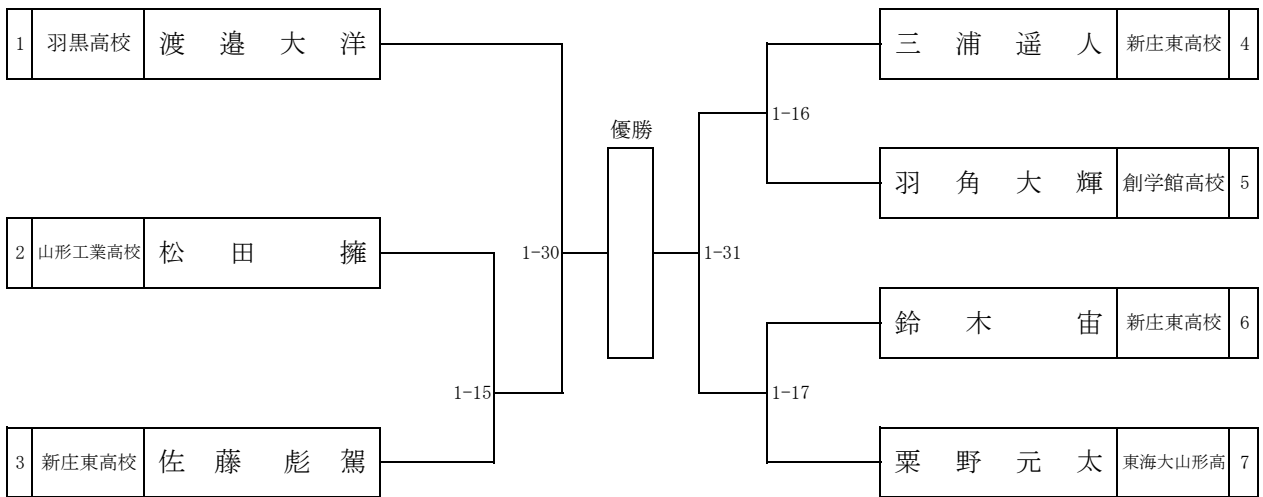 1 羽黒高校 渡邉大洋
2 山形工業高校 松田 擁
3 新庄東高校 佐藤彪駕
1-15
1-30
優勝
1-31
1-16
1-17
三浦遥人 新庄東高校 4
羽角大輝 創学館高校 5
鈴木 宙 新庄東高校 6
粟野元太 東海大山形高 7